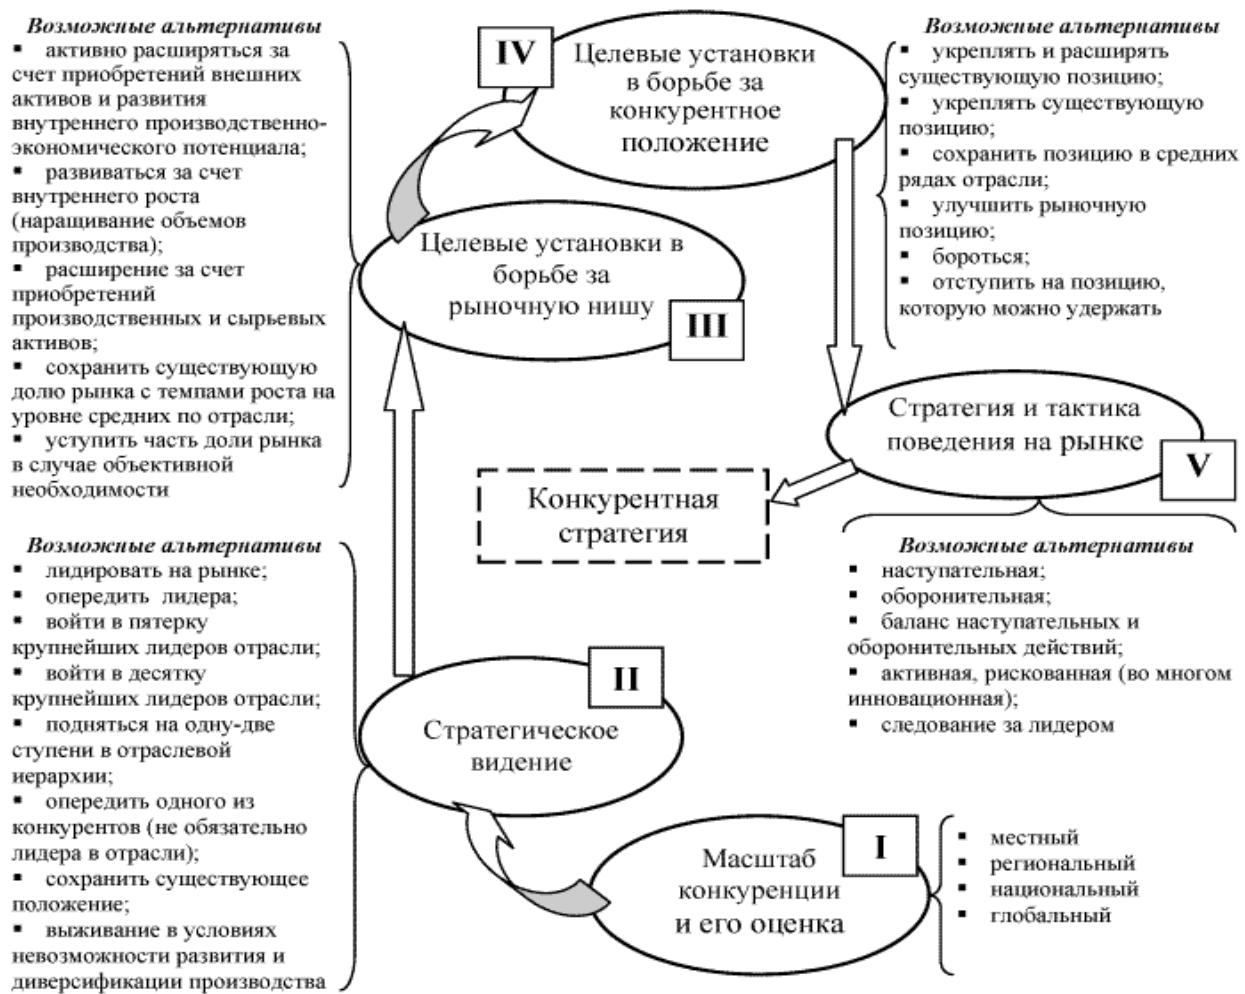 Возможные альтернативы
▪ активно расширяться за
счет приобретений внешних
активов и развития
внутреннего производственно-
экономического потенциала;
▪ развиваться за счет
внутреннего роста
(наращивание объемов
производства);
▪ расширение за счет
приобретений
производственных и сырьевых
активов;
▪ сохранить существующую
долю рынка с темпами роста на
уровне средних по отрасли;
▪ уступить часть доли рынка
в случае объективной
необходимости
IV
Целевые установки
в борьбе за
конкурентное
положение
Возможные альтернативы
▪ укреплять и расширять
существующую позицию;
▪ укреплять существующую
позицию;
▪ сохранить позицию в средних
рядах отрасли;
▪ улучшить рыночную
позицию;
▪ бороться;
▪ отступить на позицию,
которую можно удержать
Целевые установки в
борьбе за
рыночную нишу
III
Стратегия и тактика
поведения на рынке
V
Конкурентная
стратегия
Возможные альтернативы
▪ лидировать на рынке;
▪ опередить лидера;
▪ войти в пятерку
крупнейших лидеров отрасли;
▪ войти в десятку
крупнейших лидеров отрасли;
▪ подняться на одну-две
ступени в отраслевой
иерархии;
▪ опередить одного из
конкурентов (не обязательно
лидера в отрасли);
▪ сохранить существующее
положение;
▪ выживание в условиях
невозможности развития и
диверсификации производства
Возможные альтернативы
▪ наступательная;
▪ оборонительная;
▪ баланс наступательных и
оборонительных действий;
▪ активная, рискованная (во многом
инновационная);
▪ следование за лидером
II
Стратегическое
видение
I
Масштаб
конкуренции
и его оценка
▪ местный
▪ региональный
▪ национальный
▪ глобальный